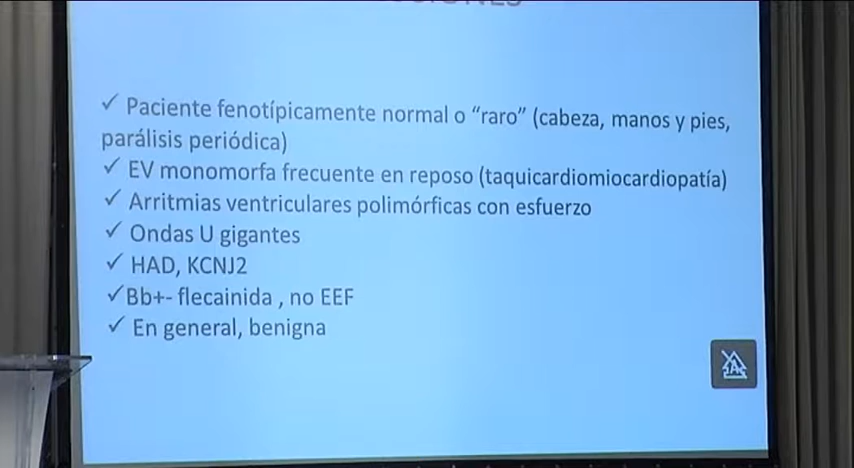 ✓ Paciente fenotípicamente normal o “raro” (cabeza, manos y pies,
parálisis periódica)
✓ EV monomorfa frecuente en reposo (taquicardiomiocardiopatía)
✓ Arritmias ventriculares polimórficas con esfuerzo
✓ Ondas U gigantes
✓ HAD, KCNJ2
✓Bb+- flecainida , no EEF
✓ En general, benigna